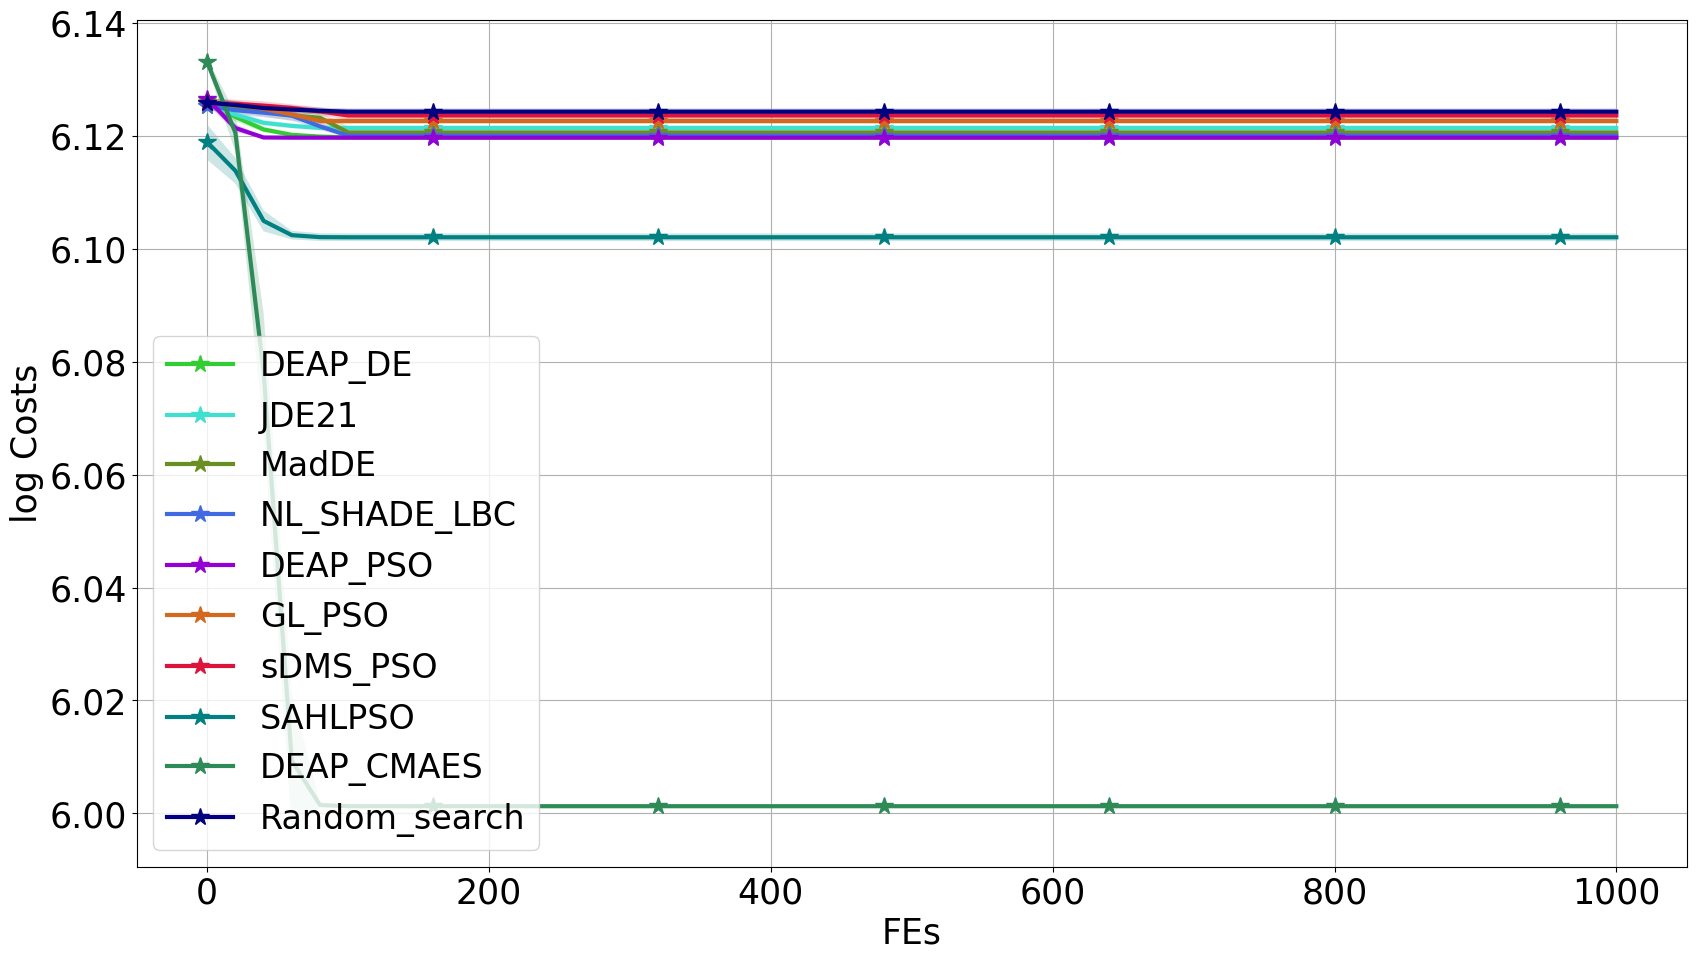 6.14
6.12
6.10
6.08
6.06
6.04
6.02
6.00
log Costs
DEAP_DE
JDE21
MadDE
NL_SHADE_LBC
DEAP_PSO
GL_PSO
sDMS_PSO
SAHLPSO
DEAP_CMAES
Random_search
0 200 400 600 800 1000
FEs